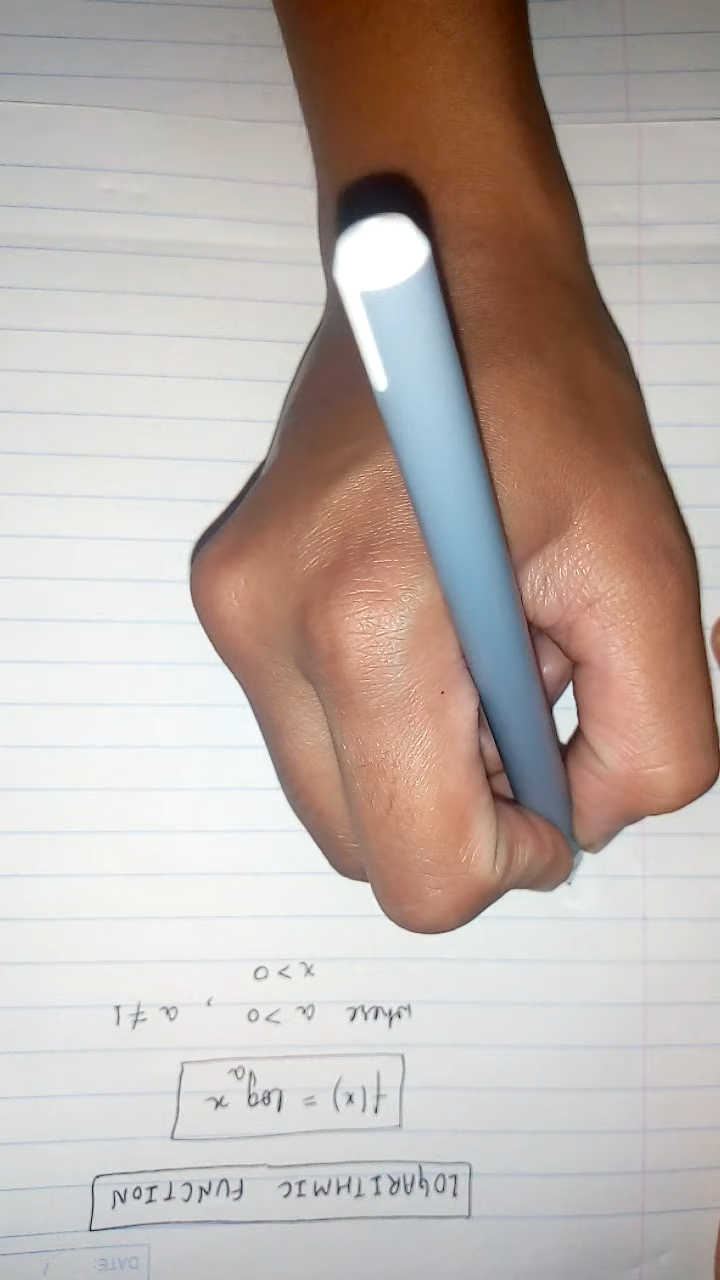 DATE: /
LOGARITHMIC FUNCTION
f(x) = log_a x
where a > 0 , a ≠ 1
x > 0